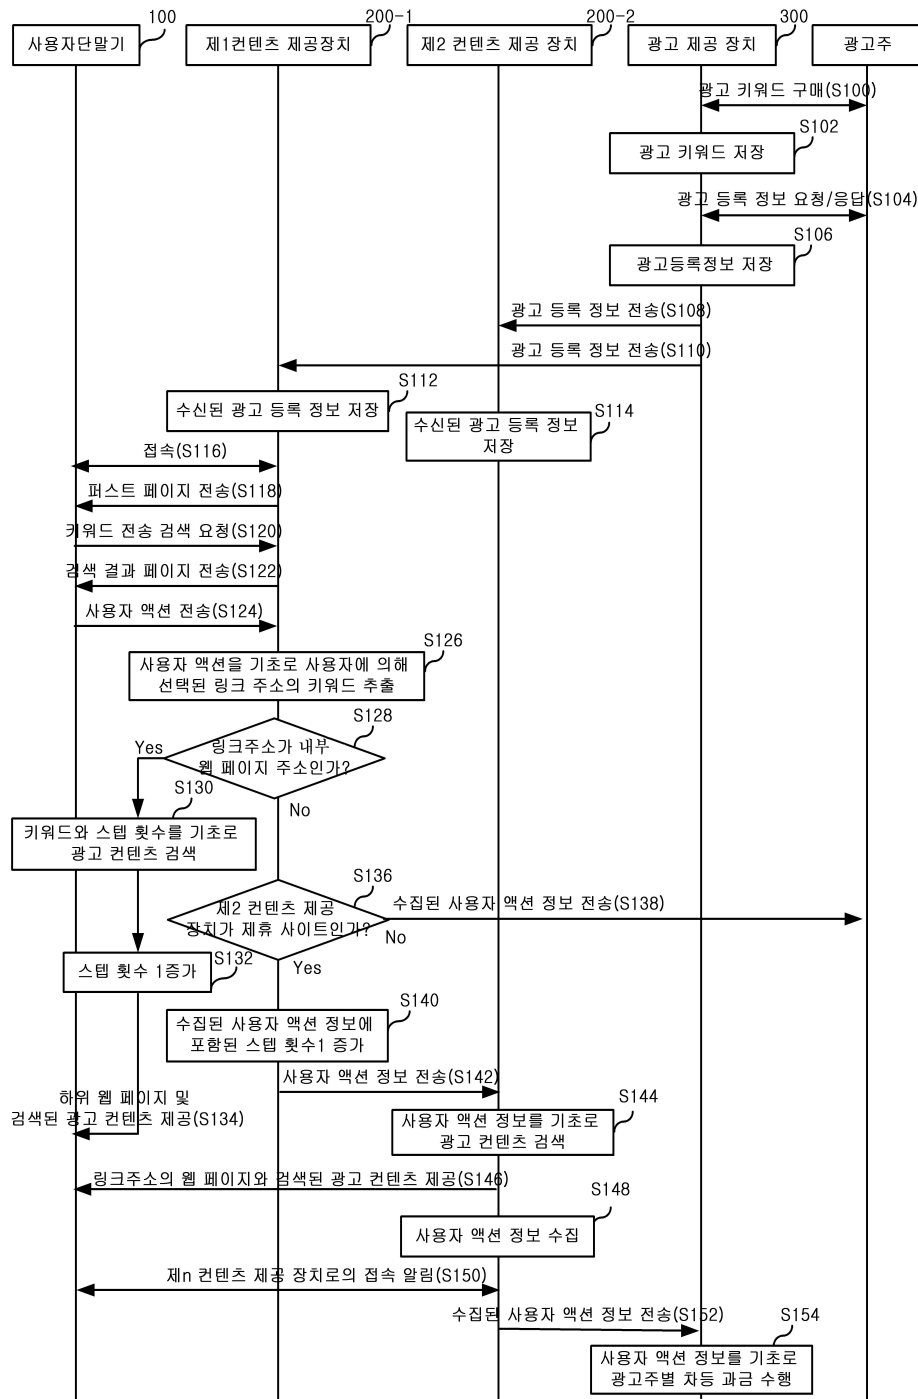 100
200-1
200-2
300
사용자단말기
제1컨텐츠 제공장치
제2 컨텐츠 제공 장치
광고 제공 장치
광고주
광고 키워드 구매(S100)
S102
광고 키워드 저장
광고 등록 정보 요청/응답(S104)
S106
광고등록정보 저장
광고 등록 정보 전송(S108)
광고 등록 정보 전송(S110)
S112
수신된 광고 등록 정보 저장
S114
수신된 광고 등록 정보
저장
접속(S116)
퍼스트 페이지 전송(S118)
키워드 전송 검색 요청(S120)
검색 결과 페이지 전송(S122)
사용자 액션 전송(S124)
S126
사용자 액션을 기초로 사용자에 의해
선택된 링크 주소의 키워드 추출
S128
링크주소가 내부
웹 페이지 주소인가?
Yes
No
S130
키워드와 스텝 횟수를 기초로
광고 컨텐츠 검색
S136
제2 컨텐츠 제공
장치가 제휴 사이트인가?
수집된 사용자 액션 정보 전송(S138)
No
Yes
S132
스텝 횟수 1증가
S140
수집된 사용자 액션 정보에
포함된 스텝 횟수1 증가
사용자 액션 정보 전송(S142)
하위 웹 페이지 및
검색된 광고 컨텐츠 제공(S134)
S144
사용자 액션 정보를 기초로
광고 컨텐츠 검색
링크주소의 웹 페이지와 검색된 광고 컨텐츠 제공(S146)
S148
사용자 액션 정보 수집
제n 컨텐츠 제공 장치로의 접속 알림(S150)
수집된 사용자 액션 정보 전송(S152)
S154
사용자 액션 정보를 기초로
광고주별 차등 과금 수행